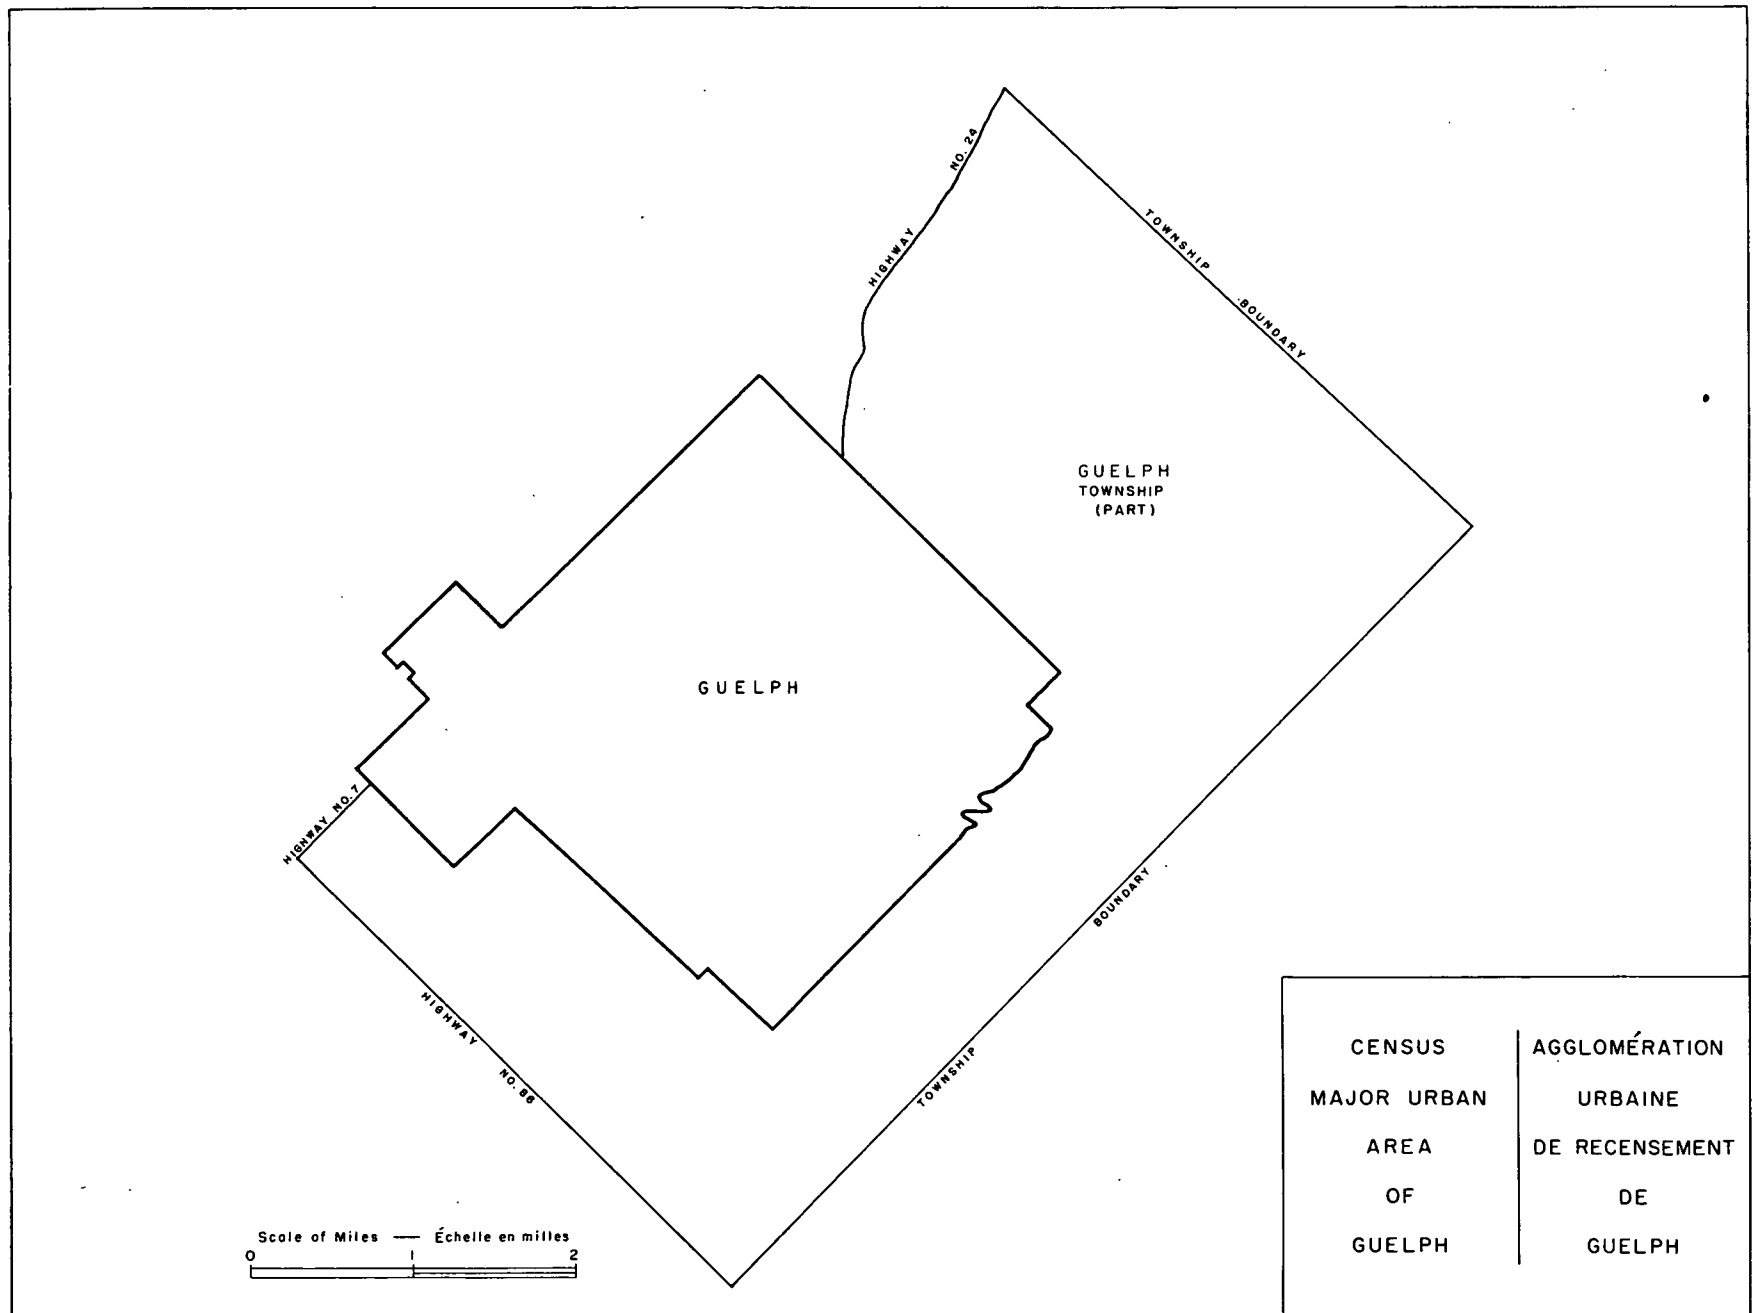 HIGHWAY NO. 24
TOWNSHIP BOUNDARY
GUELPH
TOWNSHIP
(PART)
GUELPH
HIGHWAY NO. 7
HIGHWAY NO. 86
TOWNSHIP BOUNDARY
Scale of Miles — Échelle en milles
0 1 2
CENSUS
MAJOR URBAN
AREA
OF
GUELPH
AGGLOMÉRATION
URBAINE
DE RECENSEMENT
DE
GUELPH